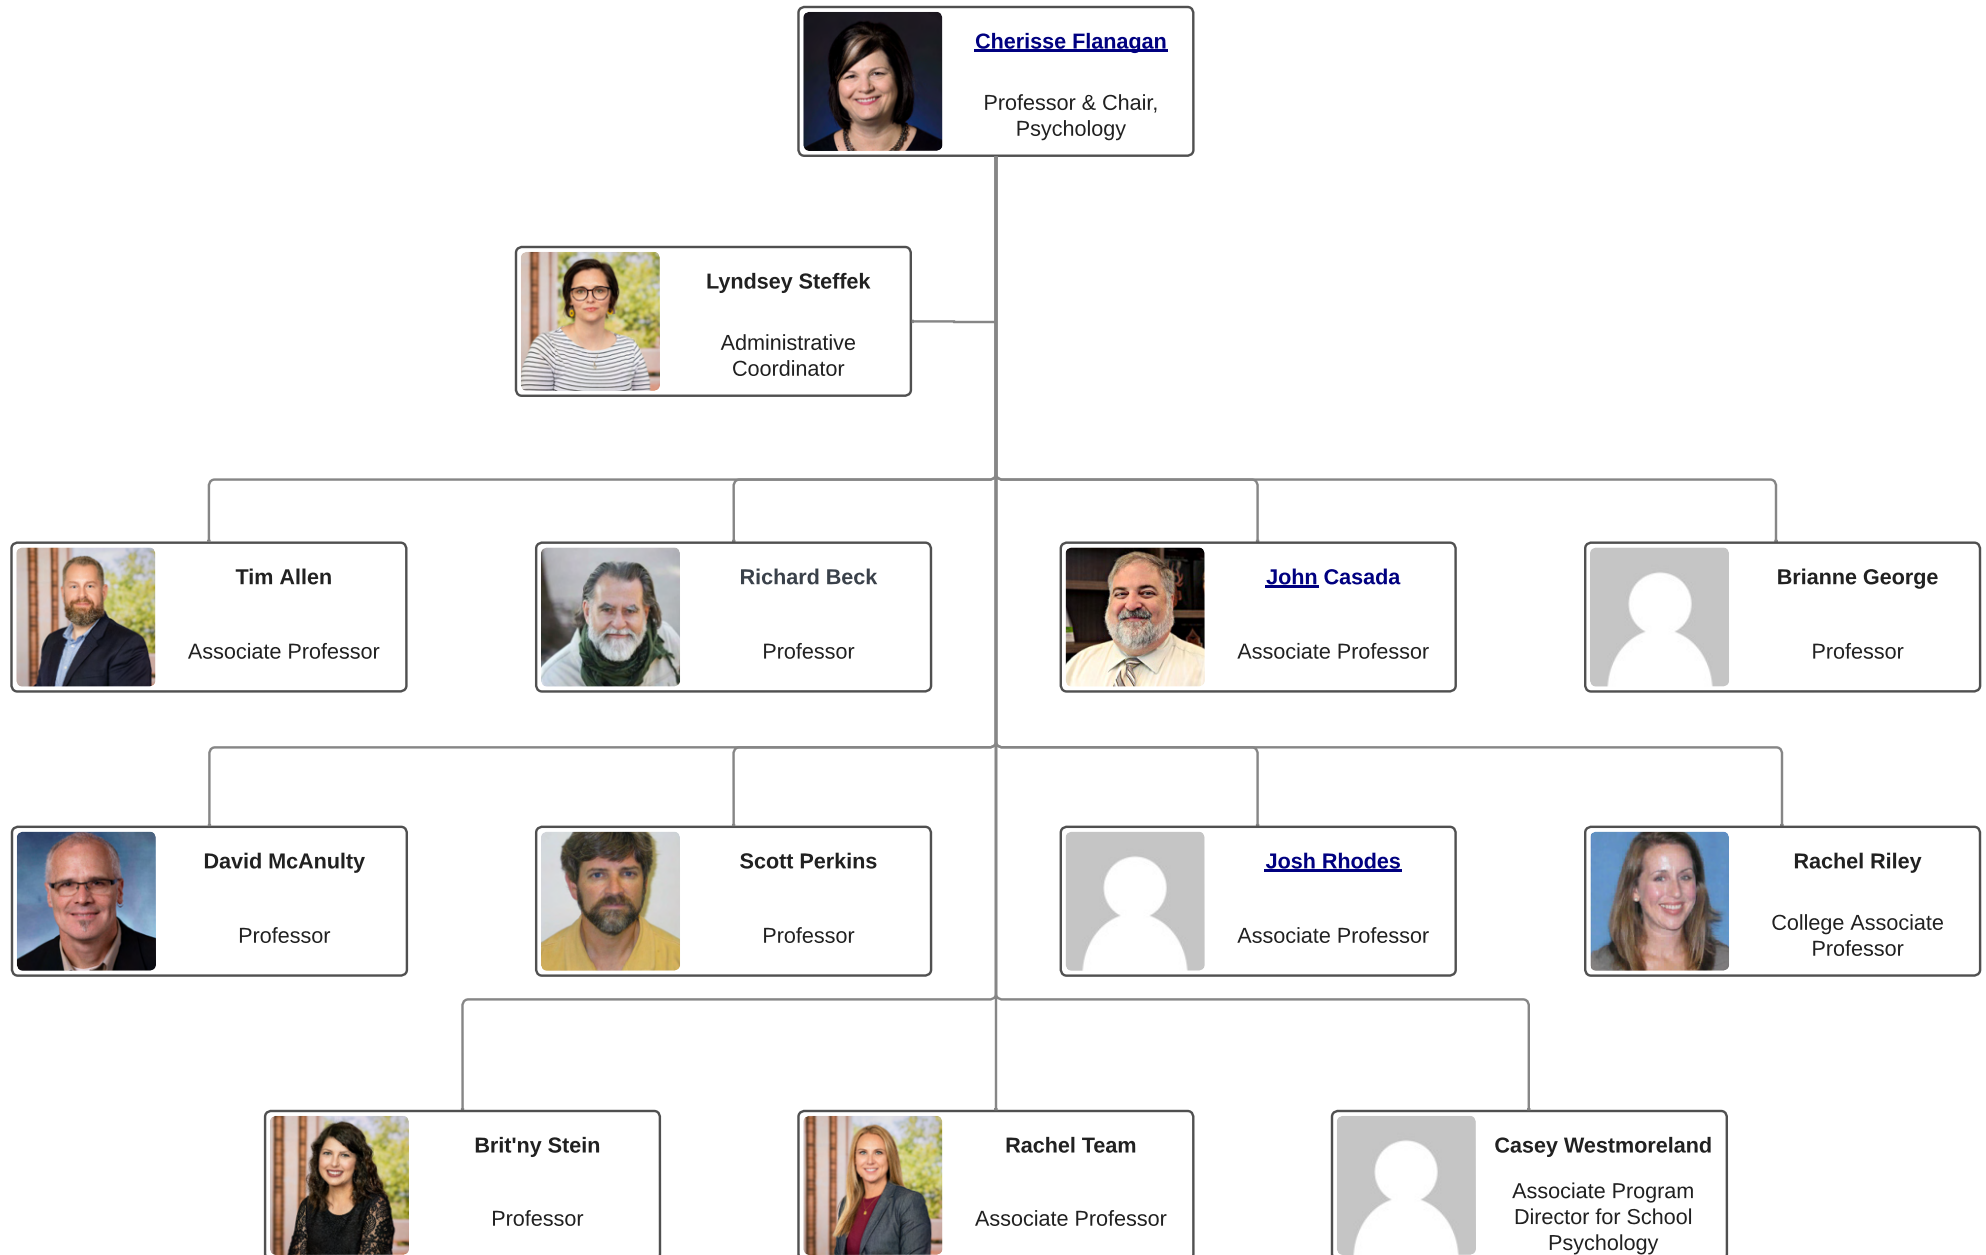 Cherisse Flanagan
Professor & Chair,
Psychology
Lyndsey Steffek
Administrative
Coordinator
Tim Allen
Associate Professor
Richard Beck
Professor
John Casada
Associate Professor
Brianne George
Professor
David McAnulty
Professor
Scott Perkins
Professor
Josh Rhodes
Associate Professor
Rachel Riley
College Associate
Professor
Brit'ny Stein
Professor
Rachel Team
Associate Professor
Casey Westmoreland
Associate Program
Director for School
Psychology